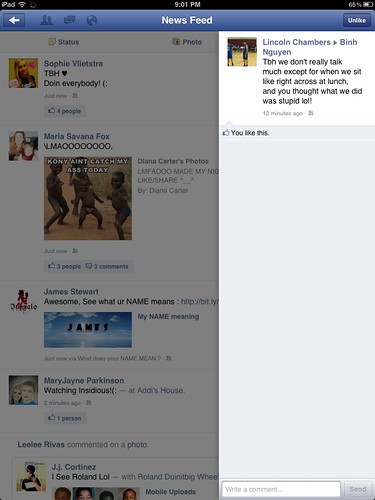 iPad 9:01 PM 65%
News Feed
Unlike
Status Photo
Sophie Vlietstra
TBH ♥
Doin everybody! (:
Just now
4 people
Maria Savana Fox
\LMAOOOOOOOO,
KONY AINT CATCH MY
ASS TODAY
Diana Carter's Photos
LMFAOOO MADE MY NIG
LIKE/SHARE ^__^
By: Diana Carter
Just now
3 people 3 comments
James Stewart
Awesome, See what ur NAME means : http://bit.ly/
JAMES
My NAME meaning
Just now via What does your NAME MEAN ?
MaryJayne Parkinson
Watching Insidious!(: — at Addi's House.
2 minutes ago
1 person
Leelee Rivas commented on a photo.
J.j. Cortinez
I See Roland Lol — with Roland Doinitbig Whee
Mobile Uploads
Lincoln Chambers ▸ Binh
Nguyen
Tbh we don't really talk
much except for when we sit
like right across at lunch,
and you thought what we did
was stupid lol!
12 minutes ago
You like this.
Write a comment...
Send